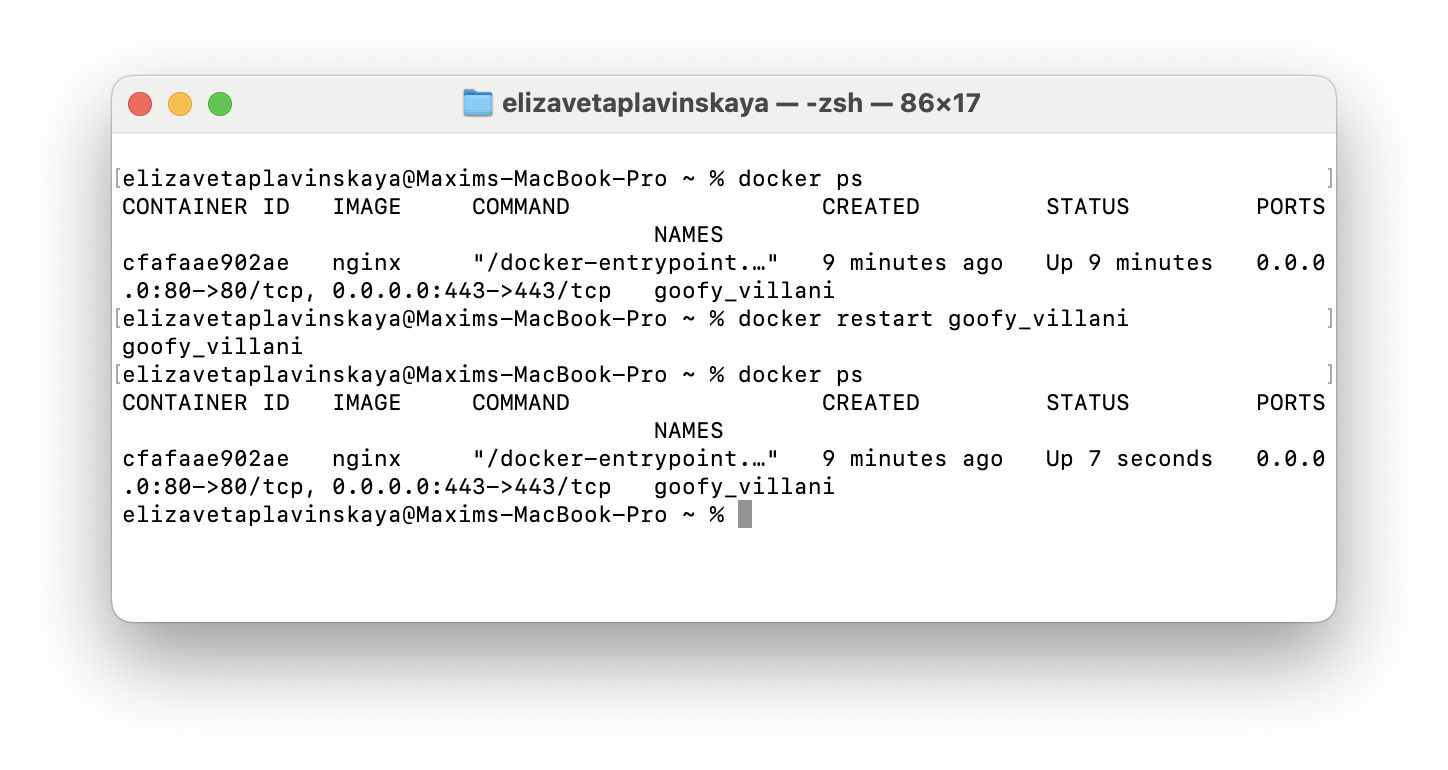 elizavetaplavinskaya — -zsh — 86×17
[elizavetaplavinskaya@Maxims-MacBook-Pro ~ % docker ps ]
CONTAINER ID   IMAGE     COMMAND                  CREATED         STATUS         PORTS
                                      NAMES
cfafaae902ae   nginx     "/docker-entrypoint.…"   9 minutes ago   Up 9 minutes   0.0.0
.0:80->80/tcp, 0.0.0.0:443->443/tcp   goofy_villani
[elizavetaplavinskaya@Maxims-MacBook-Pro ~ % docker restart goofy_villani ]
goofy_villani
[elizavetaplavinskaya@Maxims-MacBook-Pro ~ % docker ps ]
CONTAINER ID   IMAGE     COMMAND                  CREATED         STATUS         PORTS
                                      NAMES
cfafaae902ae   nginx     "/docker-entrypoint.…"   9 minutes ago   Up 7 seconds   0.0.0
.0:80->80/tcp, 0.0.0.0:443->443/tcp   goofy_villani
elizavetaplavinskaya@Maxims-MacBook-Pro ~ %